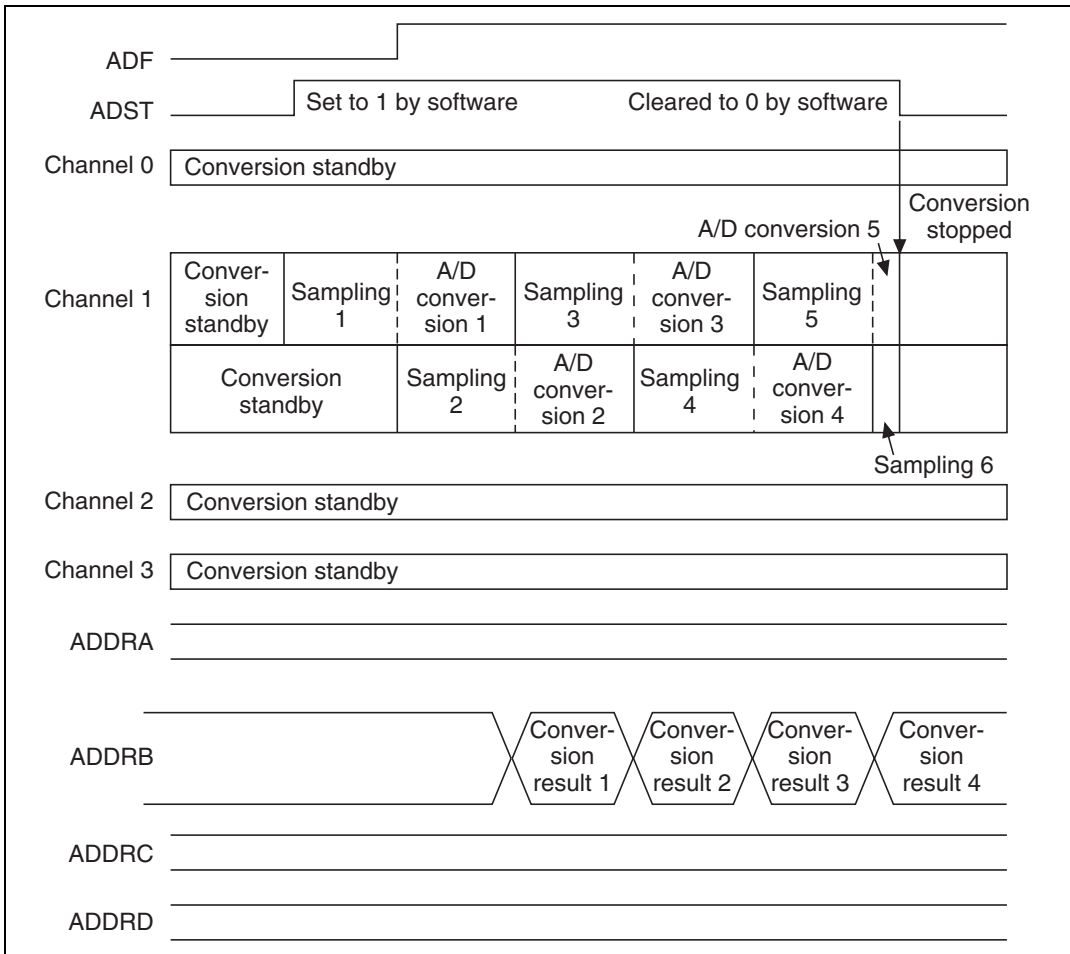 ADF
ADST
Set to 1 by software
Cleared to 0 by software
Channel 0
Conversion standby
Conversion
stopped
A/D conversion 5
Channel 1
Conver-
sion
standby
Sampling
1
A/D
conver-
sion 1
Sampling
3
A/D
conver-
sion 3
Sampling
5
Conversion
standby
Sampling
2
A/D
conver-
sion 2
Sampling
4
A/D
conver-
sion 4
Sampling 6
Channel 2
Conversion standby
Channel 3
Conversion standby
ADDRA
ADDRB
Conver-
sion
result 1
Conver-
sion
result 2
Conver-
sion
result 3
Conver-
sion
result 4
ADDRC
ADDRD